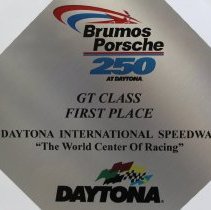 Brumos
Porsche
250
AT DAYTONA
GT CLASS
FIRST PLACE
DAYTONA INTERNATIONAL SPEEDWA
"The World Center Of Racing"
DAYTONA